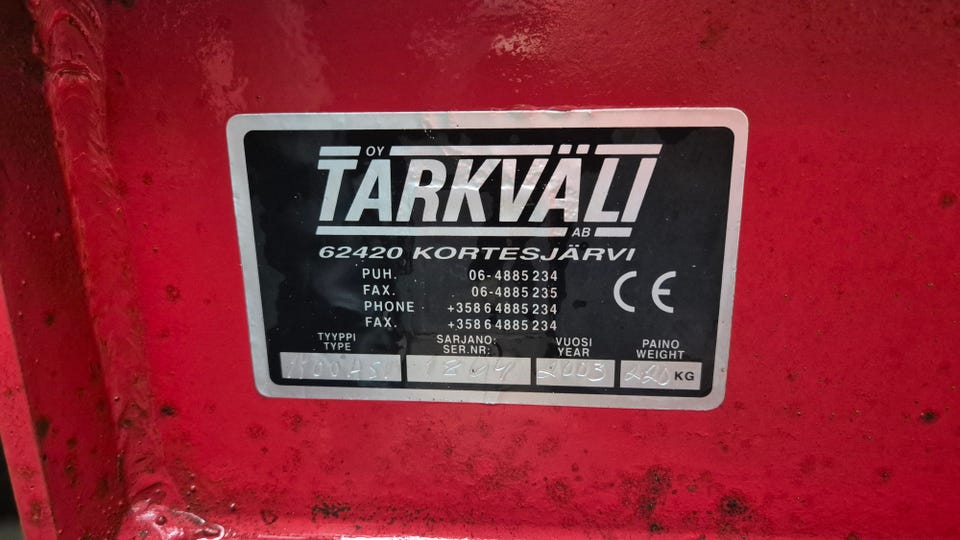 OY
TARKVÄLI
AB
62420 KORTESJÄRVI
PUH. 06-4885 234
FAX. 06-4885 235
PHONE +358 6 4885 234
FAX. +358 6 4885 234
TYYPPI SARJANO: VUOSI PAINO
TYPE SER.NR: YEAR WEIGHT
2003 220 KG
CE